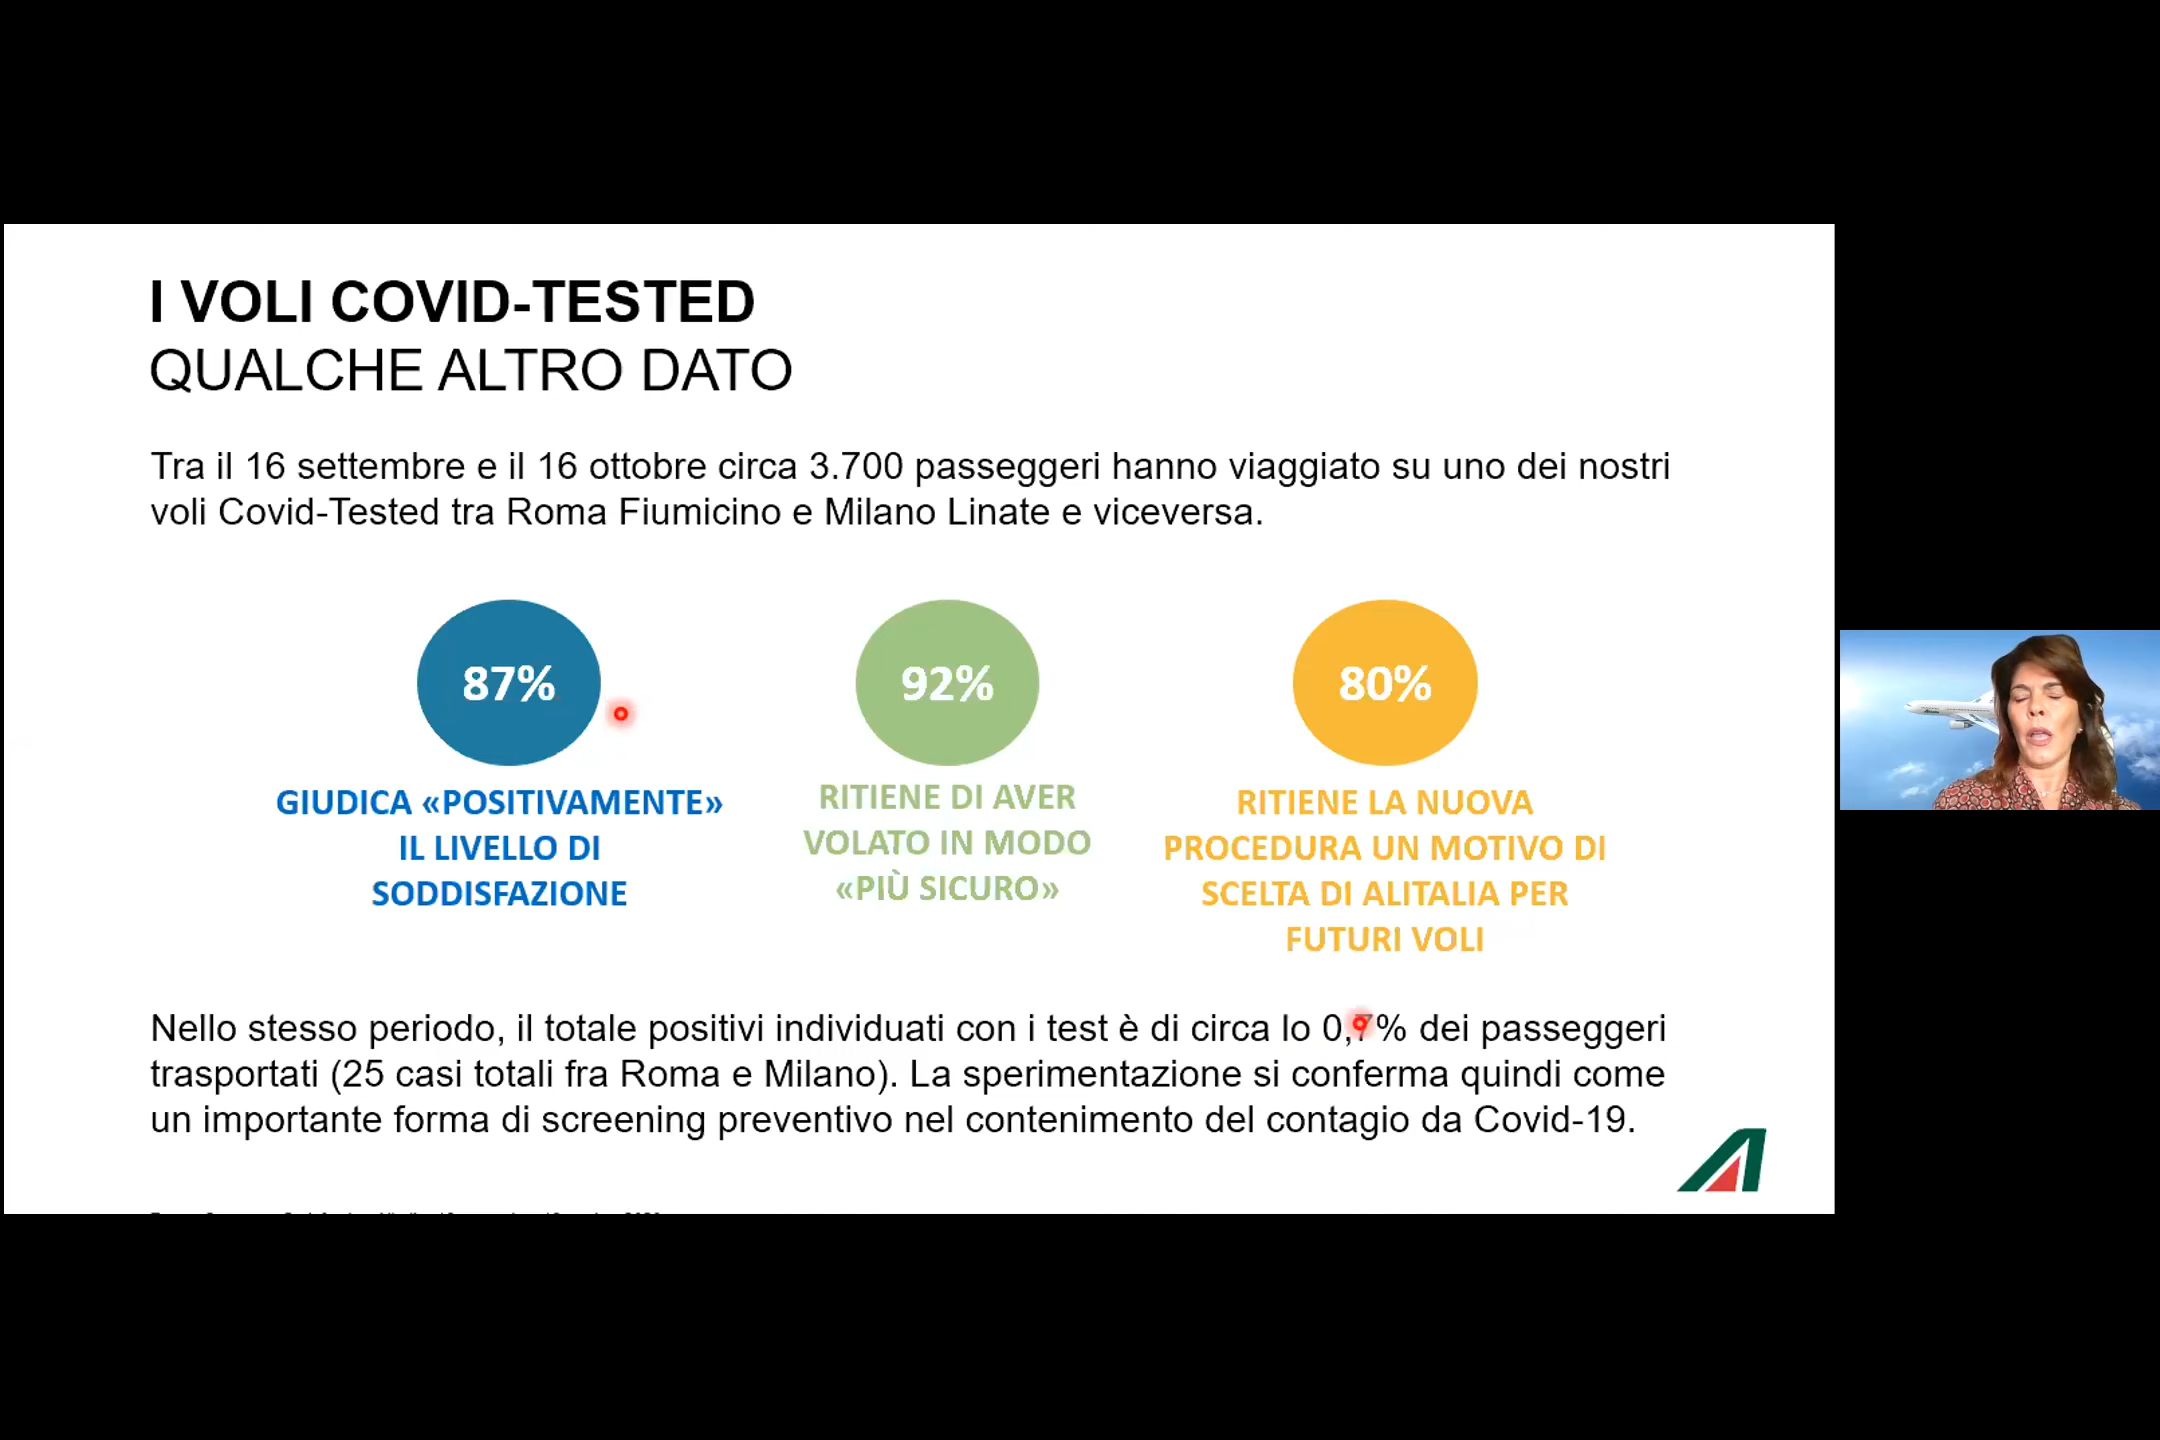 I VOLI COVID-TESTED
QUALCHE ALTRO DATO
Tra il 16 settembre e il 16 ottobre circa 3.700 passeggeri hanno viaggiato su uno dei nostri
voli Covid-Tested tra Roma Fiumicino e Milano Linate e viceversa.
87%
GIUDICA «POSITIVAMENTE»
IL LIVELLO DI
SODDISFAZIONE
92%
RITIENE DI AVER
VOLATO IN MODO
«PIÙ SICURO»
80%
RITIENE LA NUOVA
PROCEDURA UN MOTIVO DI
SCELTA DI ALITALIA PER
FUTURI VOLI
Nello stesso periodo, il totale positivi individuati con i test è di circa lo 0,7% dei passeggeri
trasportati (25 casi totali fra Roma e Milano). La sperimentazione si conferma quindi come
un importante forma di screening preventivo nel contenimento del contagio da Covid-19.